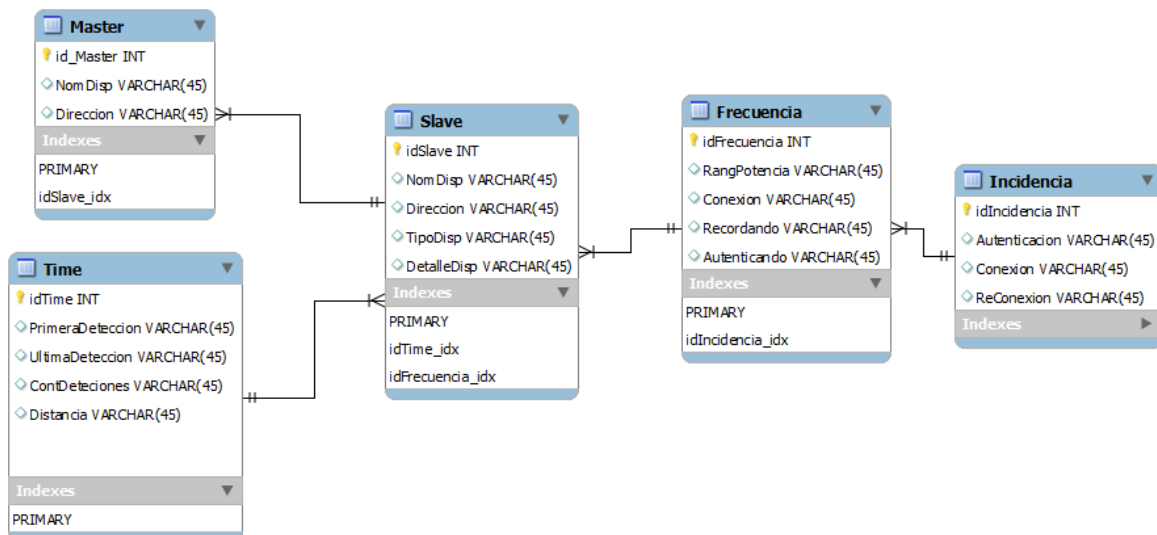 Master
id_Master INT
NomDisp VARCHAR(45)
Direccion VARCHAR(45)
Indexes
PRIMARY
idSlave_idx
Time
idTime INT
PrimeraDeteccion VARCHAR(45)
UltimaDeteccion VARCHAR(45)
ContDeteciones VARCHAR(45)
Distancia VARCHAR(45)
Indexes
PRIMARY
Slave
idSlave INT
NomDisp VARCHAR(45)
Direccion VARCHAR(45)
TipoDisp VARCHAR(45)
DetalleDisp VARCHAR(45)
Indexes
PRIMARY
idTime_idx
idFrecuencia_idx
Frecuencia
idFrecuencia INT
RangPotencia VARCHAR(45)
Conexion VARCHAR(45)
Recordando VARCHAR(45)
Autenticando VARCHAR(45)
Indexes
PRIMARY
idIncidencia_idx
Incidencia
idIncidencia INT
Autenticacion VARCHAR(45)
Conexion VARCHAR(45)
ReConexion VARCHAR(45)
Indexes